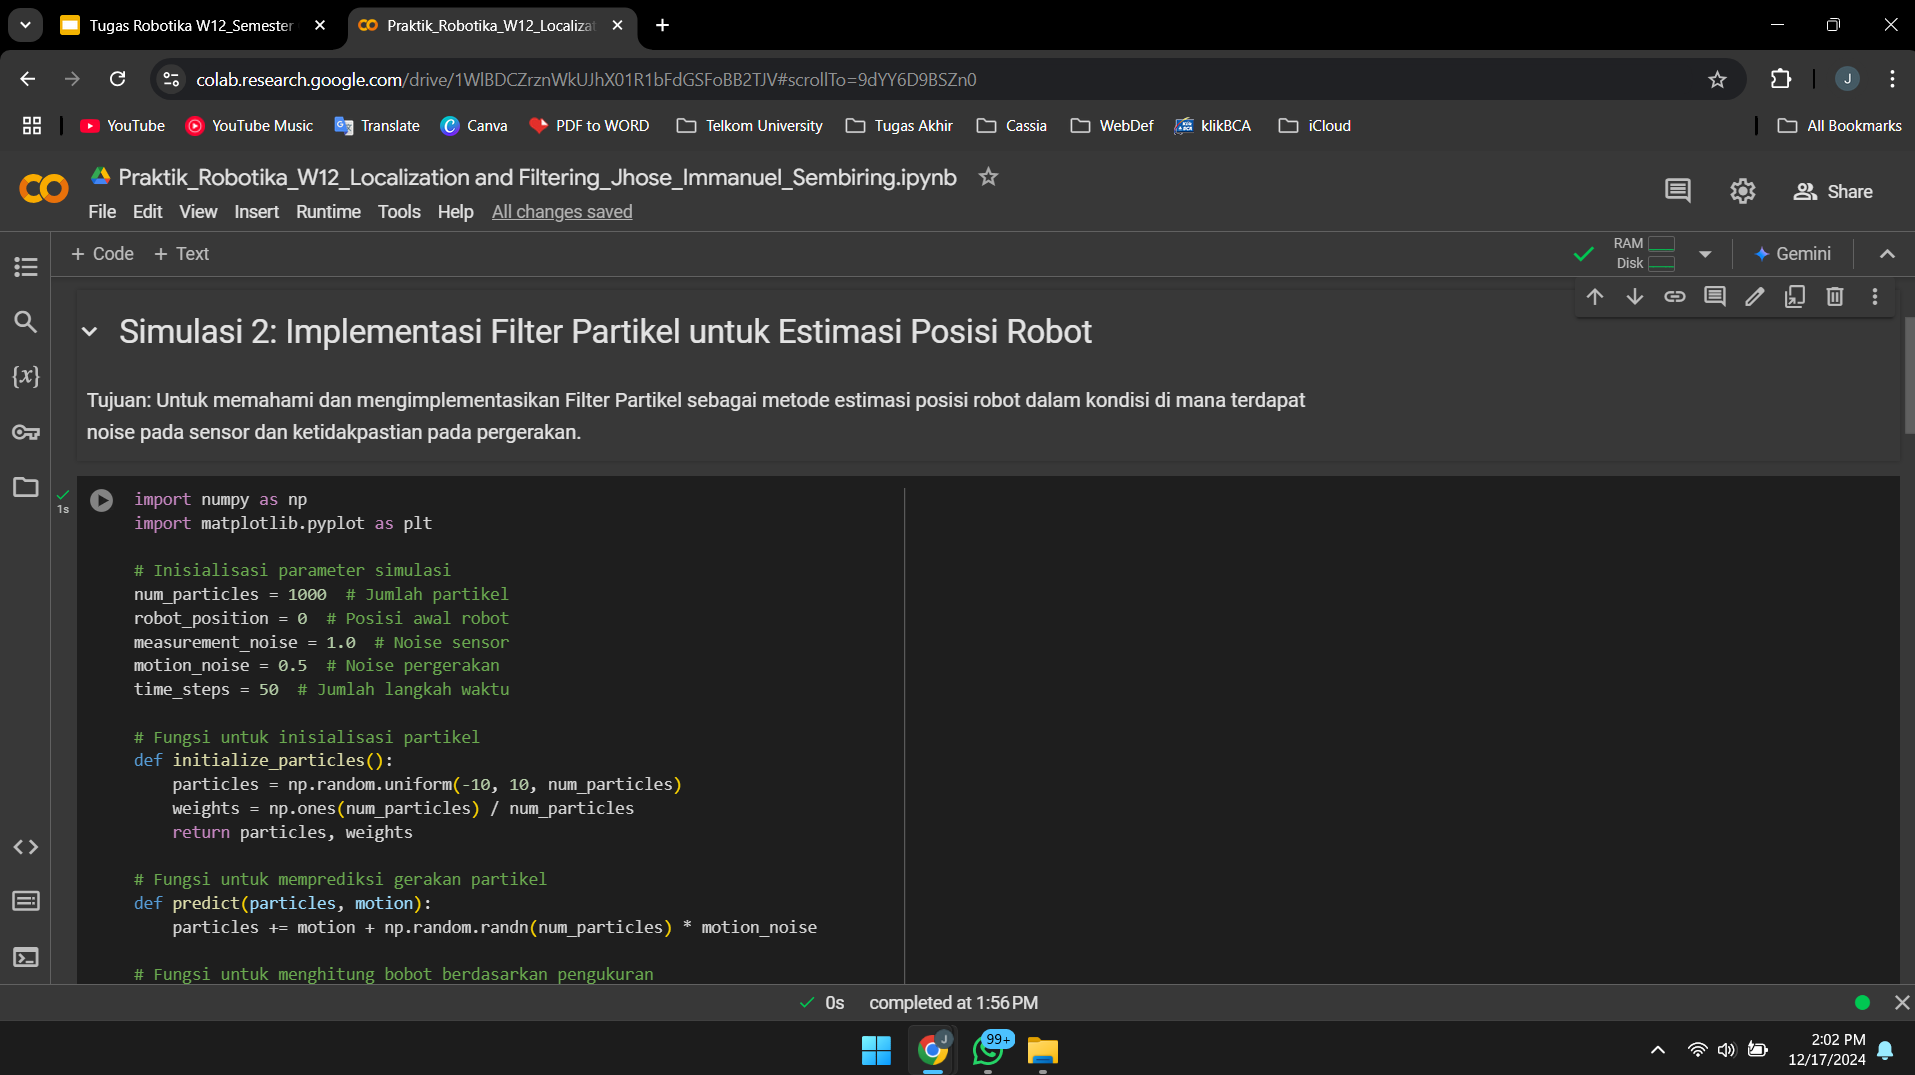 Tugas Robotika W12_Semester
Praktik_Robotika_W12_Localizat
colab.research.google.com/drive/1WlBDCZrznWkUJhX01R1bFdGSFoBB2TJV#scrollTo=9dYY6D9BSZn0
J
YouTube
YouTube Music
Translate
Canva
PDF to WORD
Telkom University
Tugas Akhir
Cassia
WebDef
klikBCA
iCloud
All Bookmarks
Praktik_Robotika_W12_Localization and Filtering_Jhose_Immanuel_Sembiring.ipynb
Share
File Edit View Insert Runtime Tools Help All changes saved
+ Code + Text
RAM
Disk
Gemini
Simulasi 2: Implementasi Filter Partikel untuk Estimasi Posisi Robot
Tujuan: Untuk memahami dan mengimplementasikan Filter Partikel sebagai metode estimasi posisi robot dalam kondisi di mana terdapat
noise pada sensor dan ketidakpastian pada pergerakan.
1s
import numpy as np
import matplotlib.pyplot as plt
# Inisialisasi parameter simulasi
num_particles = 1000  # Jumlah partikel
robot_position = 0  # Posisi awal robot
measurement_noise = 1.0  # Noise sensor
motion_noise = 0.5  # Noise pergerakan
time_steps = 50  # Jumlah langkah waktu
# Fungsi untuk inisialisasi partikel
def initialize_particles():
    particles = np.random.uniform(-10, 10, num_particles)
    weights = np.ones(num_particles) / num_particles
    return particles, weights
# Fungsi untuk memprediksi gerakan partikel
def predict(particles, motion):
    particles += motion + np.random.randn(num_particles) * motion_noise
# Fungsi untuk menghitung bobot berdasarkan pengukuran
0s completed at 1:56 PM
J
99+
2:02 PM
12/17/2024